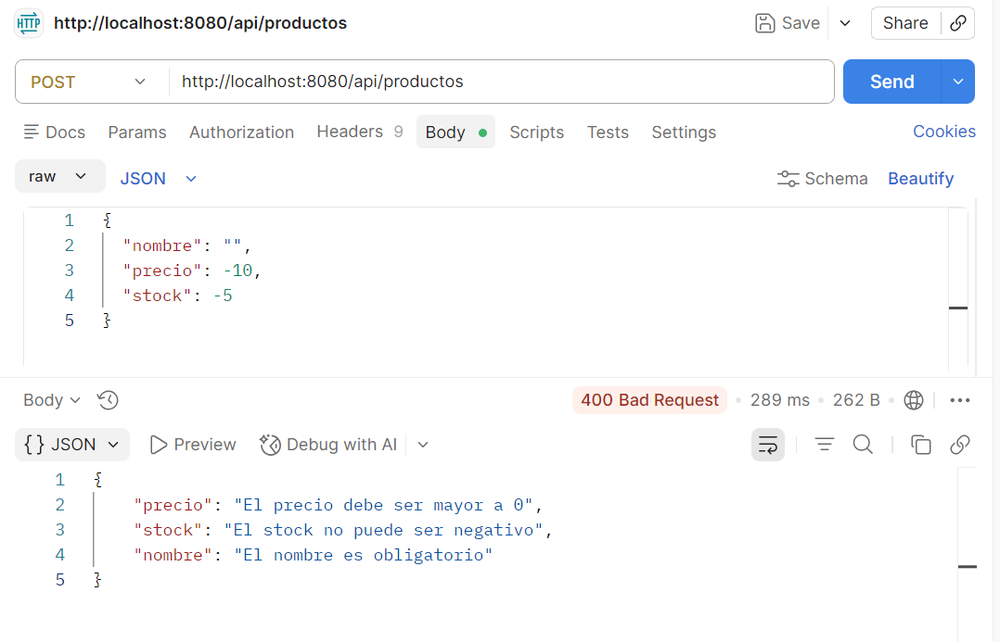 HTTP http://localhost:8080/api/productos Save Share
POST http://localhost:8080/api/productos Send
Docs Params Authorization Headers 9 Body Scripts Tests Settings Cookies
raw JSON Schema Beautify
1 {
2 "nombre": "",
3 "precio": -10,
4 "stock": -5
5 }
Body 400 Bad Request 289 ms 262 B
{} JSON Preview Debug with AI
1 {
2 "precio": "El precio debe ser mayor a 0",
3 "stock": "El stock no puede ser negativo",
4 "nombre": "El nombre es obligatorio"
5 }